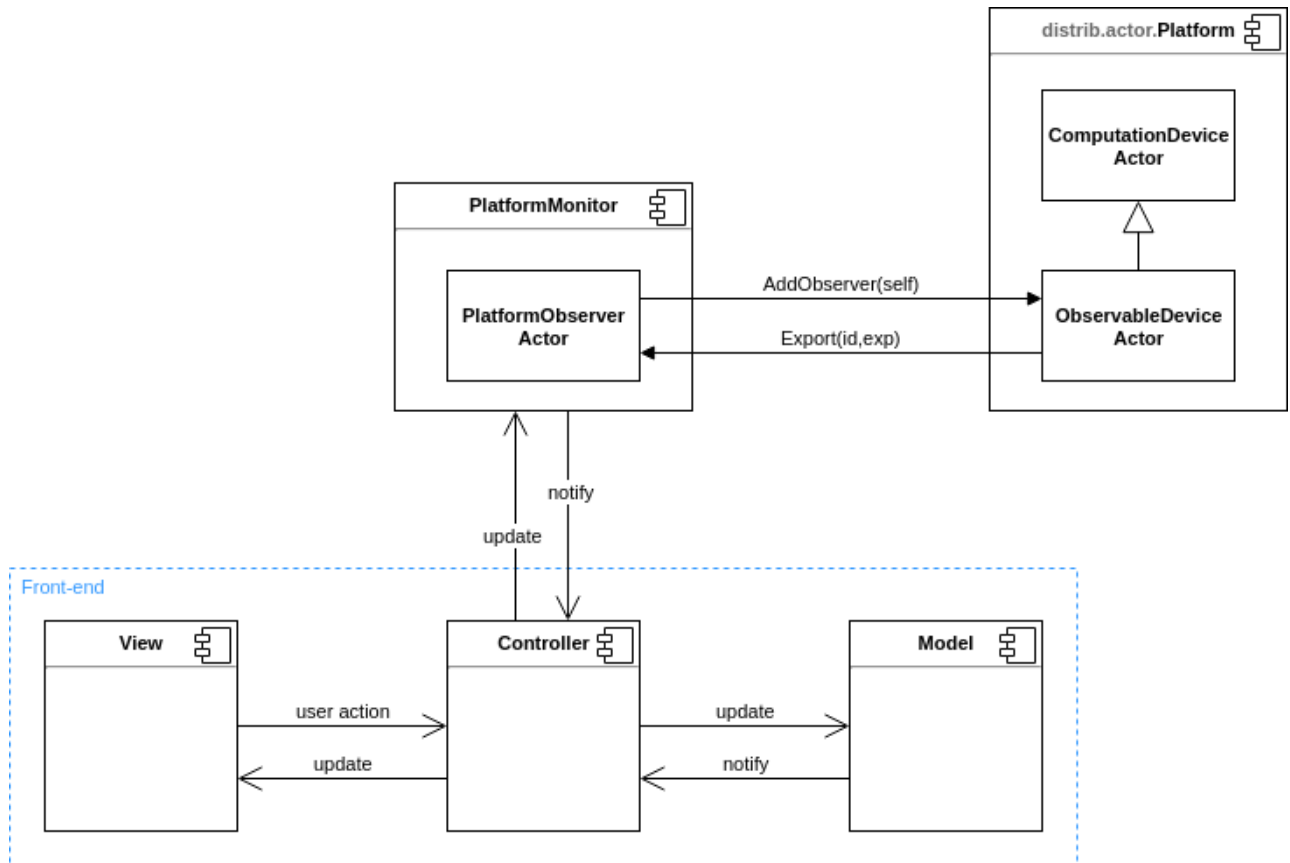 distrib.actor.Platform
ComputationDevice
Actor
PlatformMonitor
AddObserver(self)
PlatformObserver
Actor
ObservableDevice
Actor
Export(id,exp)
notify
update
Front-end
View
Controller
Model
user action
update
update
notify